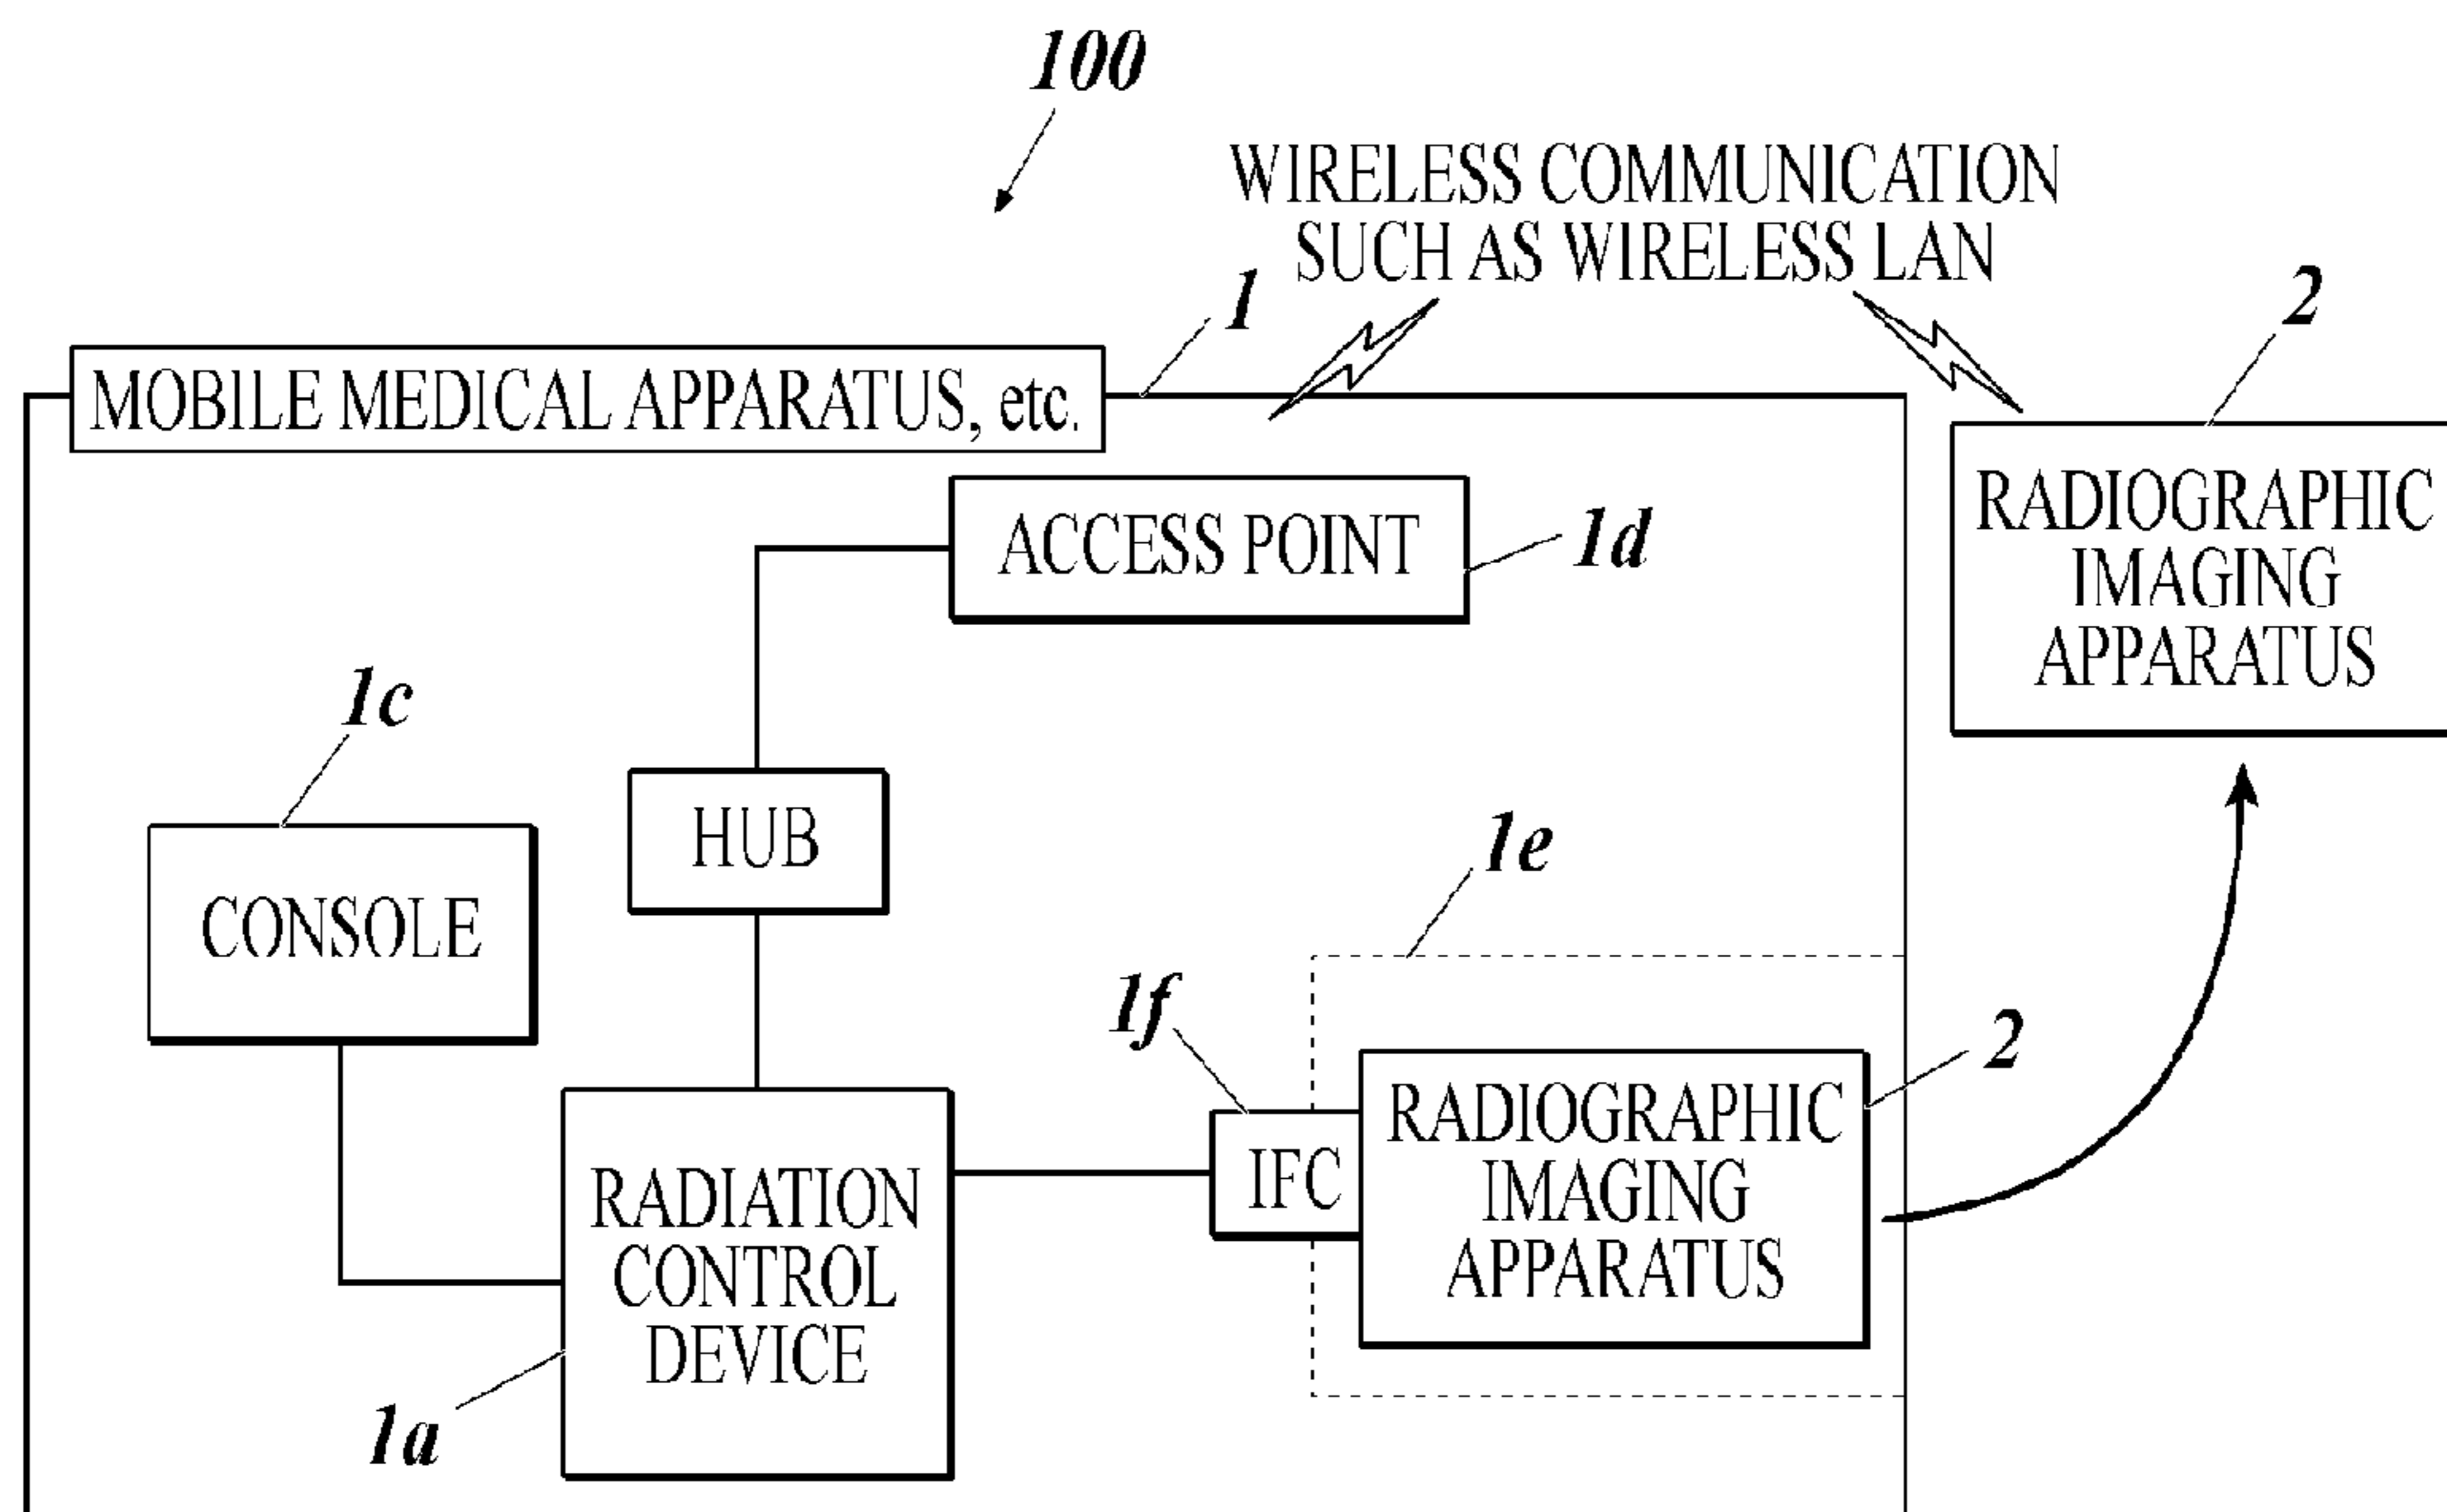 100
WIRELESS COMMUNICATION
SUCH AS WIRELESS LAN
1
2
MOBILE MEDICAL APPARATUS, etc.
ACCESS POINT
1d
RADIOGRAPHIC
IMAGING
APPARATUS
1c
HUB
CONSOLE
1e
1f
2
RADIATION
CONTROL
DEVICE
IFC
RADIOGRAPHIC
IMAGING
APPARATUS
1a